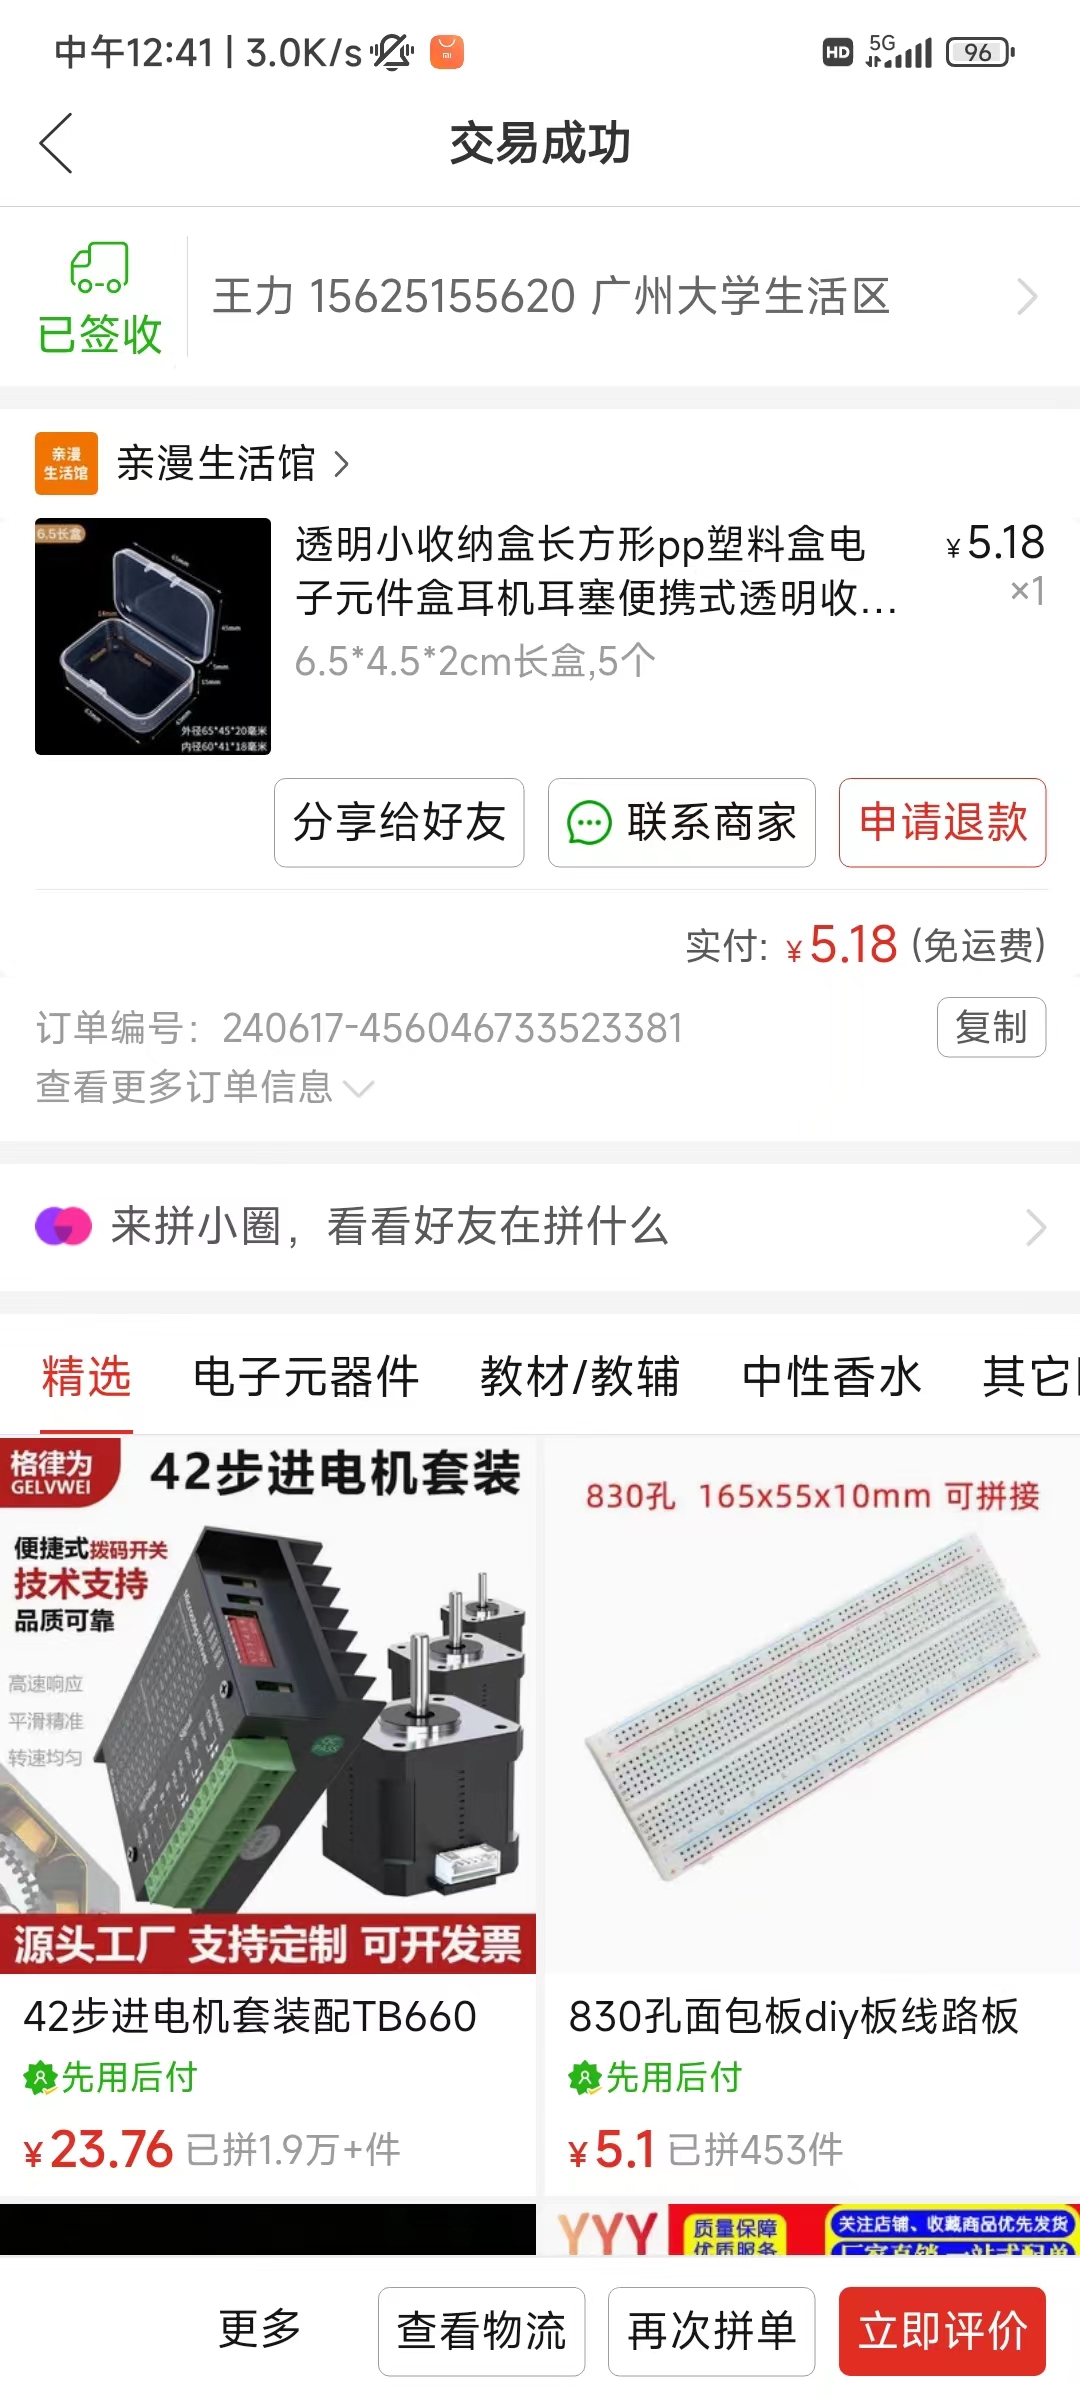 中午12:41 | 3.0K/s
HD 5G 96
交易成功
已签收
王力 15625155620 广州大学生活区
亲漫
生活馆
亲漫生活馆
6.5长盒
透明小收纳盒长方形pp塑料盒电
子元件盒耳机耳塞便携式透明收...
¥5.18
×1
6.5*4.5*2cm长盒,5个
外径65*45*20毫米
内径60*41*18毫米
分享给好友
联系商家
申请退款
实付: ¥5.18 (免运费)
订单编号: 240617-456046733523381
复制
查看更多订单信息
来拼小圈，看看好友在拼什么
精选 电子元器件 教材/教辅 中性香水 其它
格律为
GELVWEI
42步进电机套装
便捷式拨码开关
技术支持
品质可靠
高速响应
平滑精准
转速均匀
源头工厂 支持定制 可开发票
830孔 165x55x10mm 可拼接
42步进电机套装配TB660
先用后付
¥23.76 已拼1.9万+件
830孔面包板diy板线路板
先用后付
¥5.1 已拼453件
YYY
质量保障
优质服务
关注店铺、收藏商品优先发货
厂家直销 一站式配单
更多
查看物流
再次拼单
立即评价